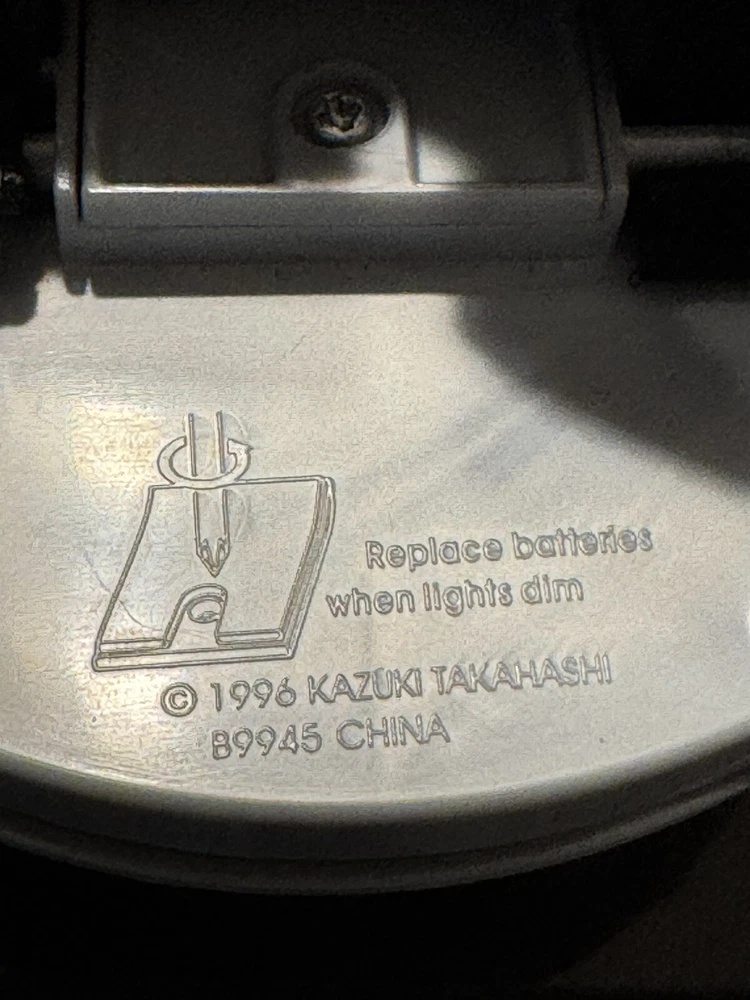 Replace batteries
when lights dim
© 1996 KAZUKI TAKAHASHI
B9945 CHINA